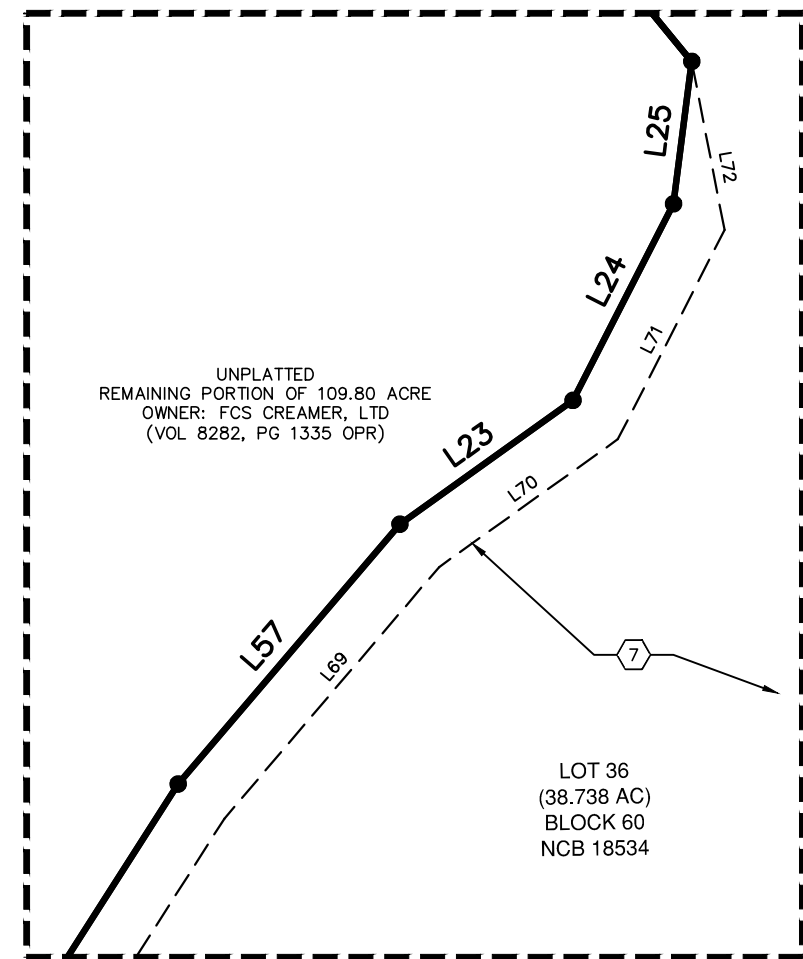 L25
L72
L24
L71
UNPLATTED
REMAINING PORTION OF 109.80 ACRE
OWNER: FCS CREAMER, LTD
(VOL 8282, PG 1335 OPR)
L23
L70
L57
L69
7
LOT 36
(38.738 AC)
BLOCK 60
NCB 18534